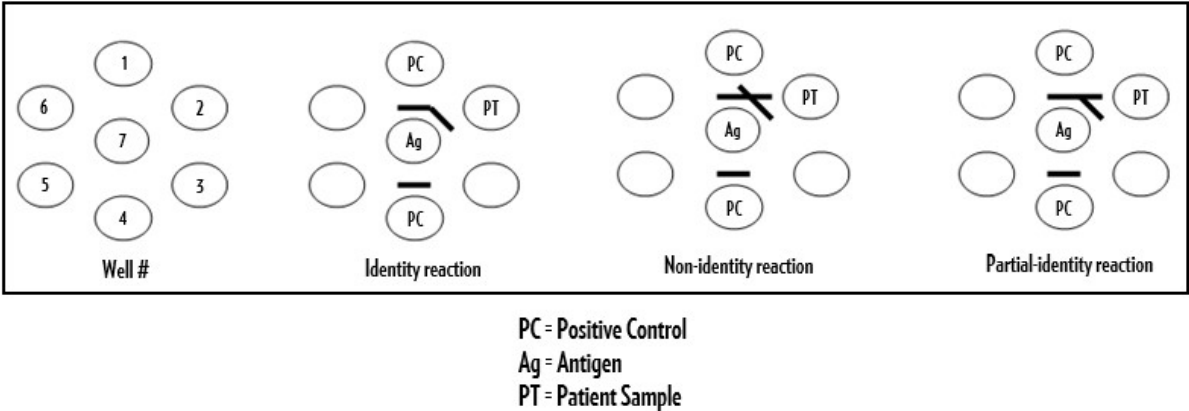 1
6
2
7
5
3
4
Well #
PC
PT
Ag
PC
Identity reaction
PC
PT
Ag
PC
Non-identity reaction
PC
PT
Ag
PC
Partial-identity reaction
PC = Positive Control
Ag = Antigen
PT = Patient Sample